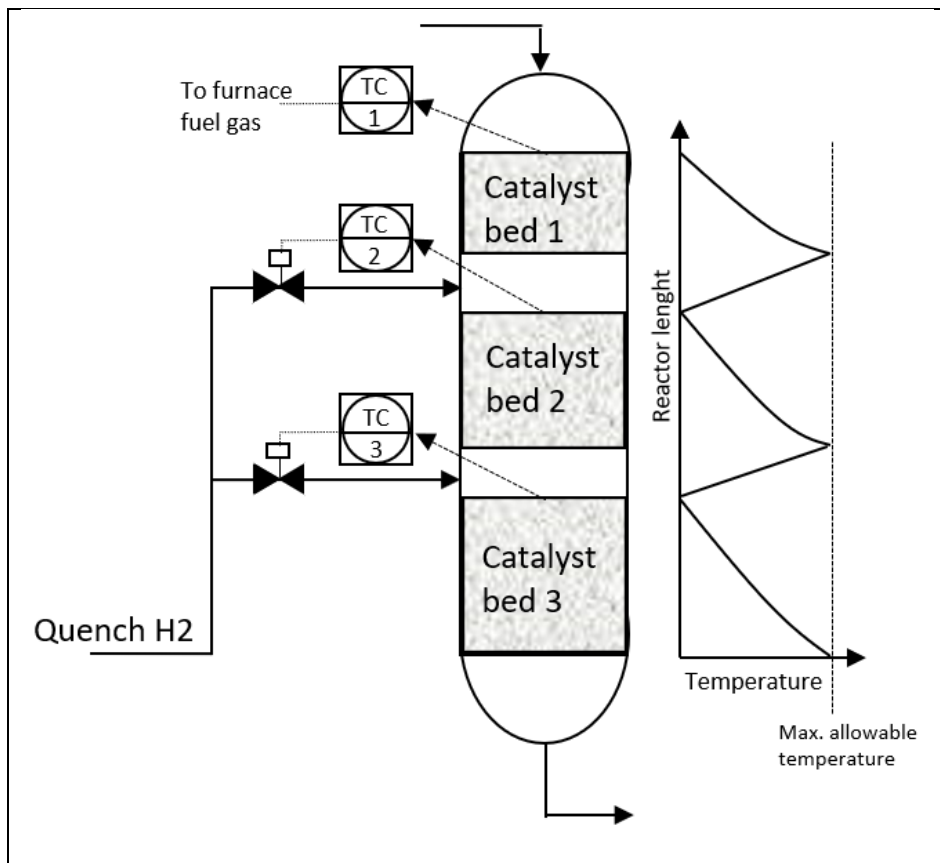 To furnace
fuel gas
TC
1
Catalyst
bed 1
TC
2
Catalyst
bed 2
TC
3
Catalyst
bed 3
Quench H2
Reactor lenght
Temperature
Max. allowable
temperature